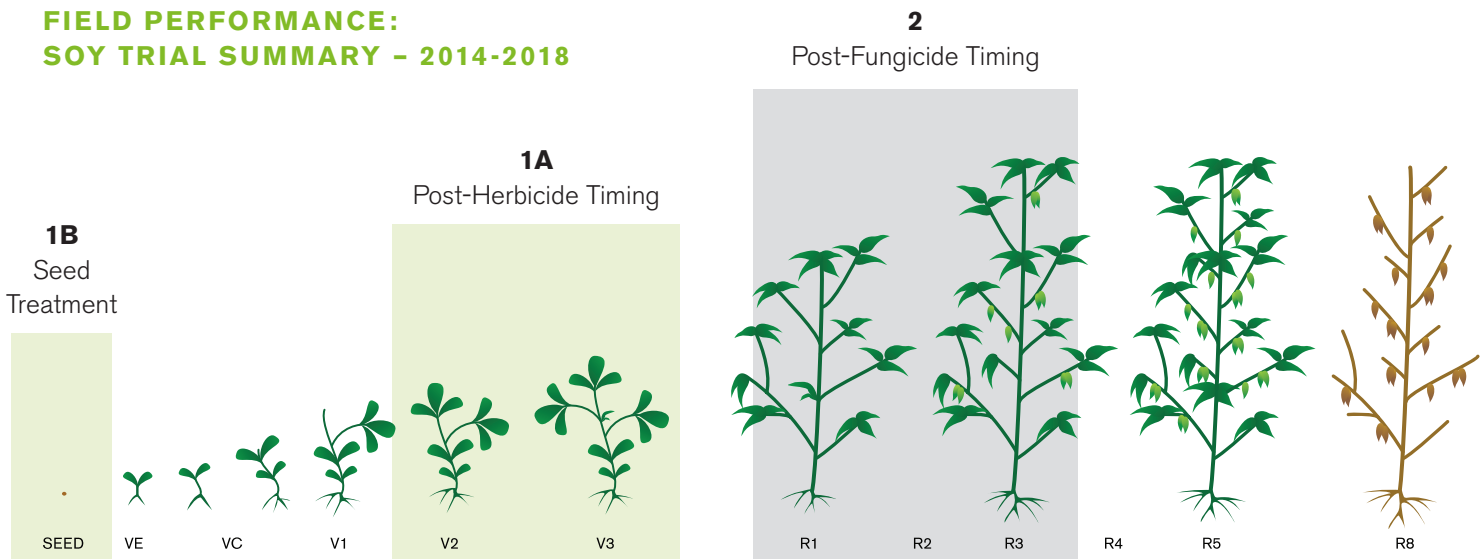 FIELD PERFORMANCE:
SOY TRIAL SUMMARY – 2014-2018
2
Post-Fungicide Timing
1A
Post-Herbicide Timing
1B
Seed
Treatment
SEED VE VC V1 V2 V3 R1 R2 R3 R4 R5 R8